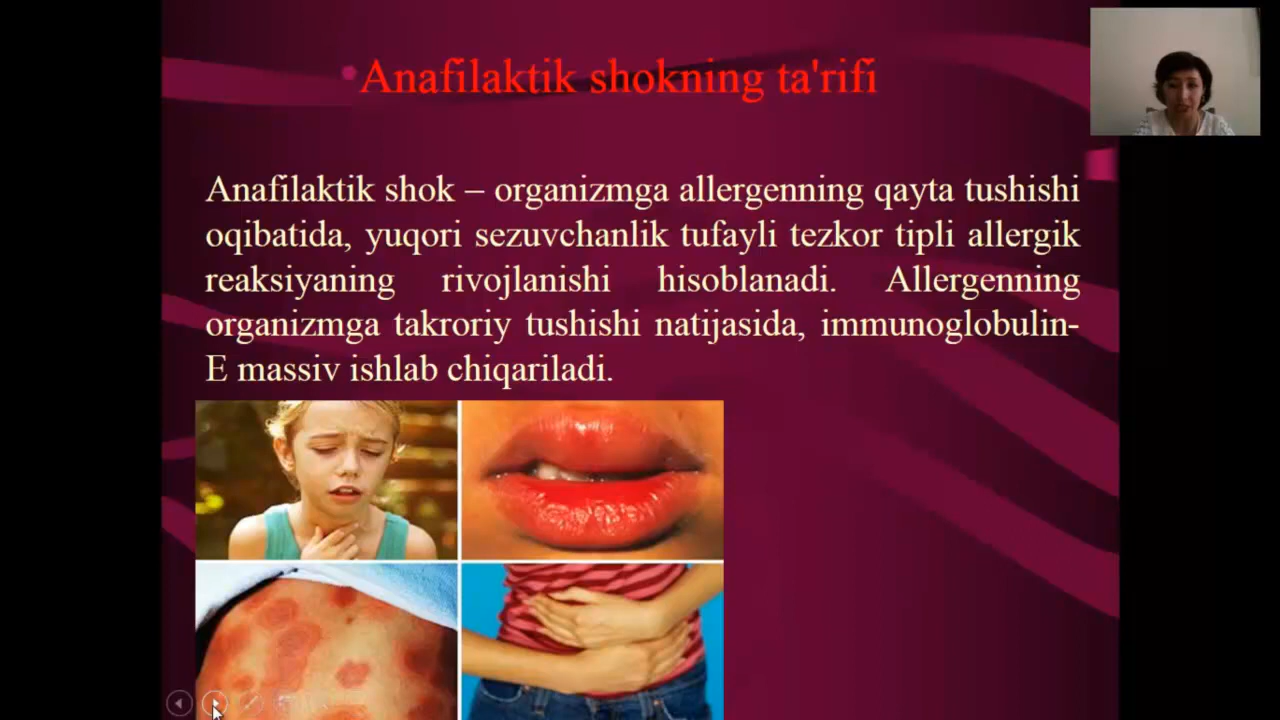 Anafilaktik shokning ta'rifi
Anafilaktik shok – organizmga allergenning qayta tushishi
oqibatida, yuqori sezuvchanlik tufayli tezkor tipli allergik
reaksiyaning rivojlanishi hisoblanadi. Allergenning
organizmga takroriy tushishi natijasida, immunoglobulin-
E massiv ishlab chiqariladi.